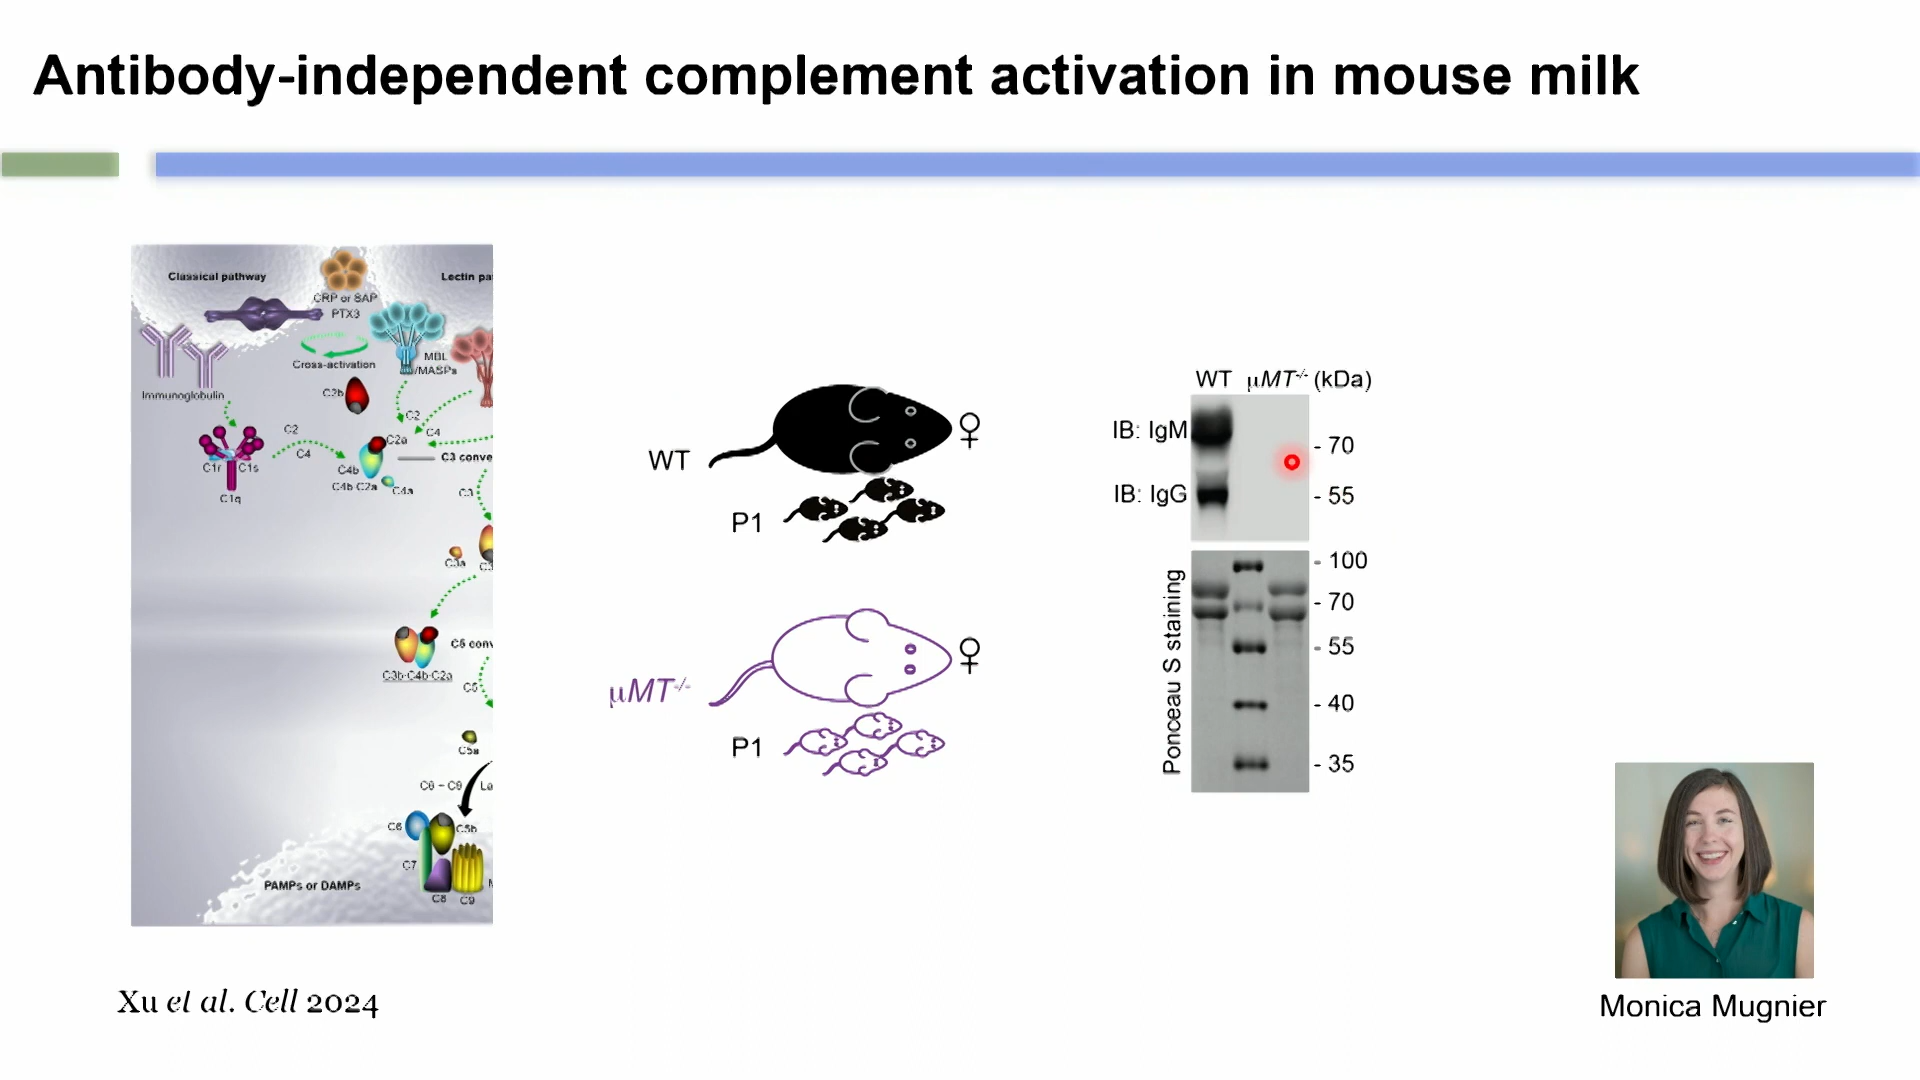 Antibody-independent complement activation in mouse milk
Classical pathway
Lectin pa
CRP or SAP
PTX3
Cross-activation
MBL
/MASPs
Immunoglobulin
C2b
C2
C4
C2a
C2
C4
C1r
C1s
C1q
C4b
C4b C2a
C4a
C3 conve
C3
C3a
C3b·C4b·C2a
C5 conv
C5
C5a
C6 – C9
La
C6
C5b
C7
C8
C9
PAMPs or DAMPs
WT
♀
P1
µMT-/-
♀
P1
WT µMT-/- (kDa)
IB: IgM
- 70
IB: IgG
- 55
Ponceau S staining
- 100
- 70
- 55
- 40
- 35
Xu et al. Cell 2024
Monica Mugnier